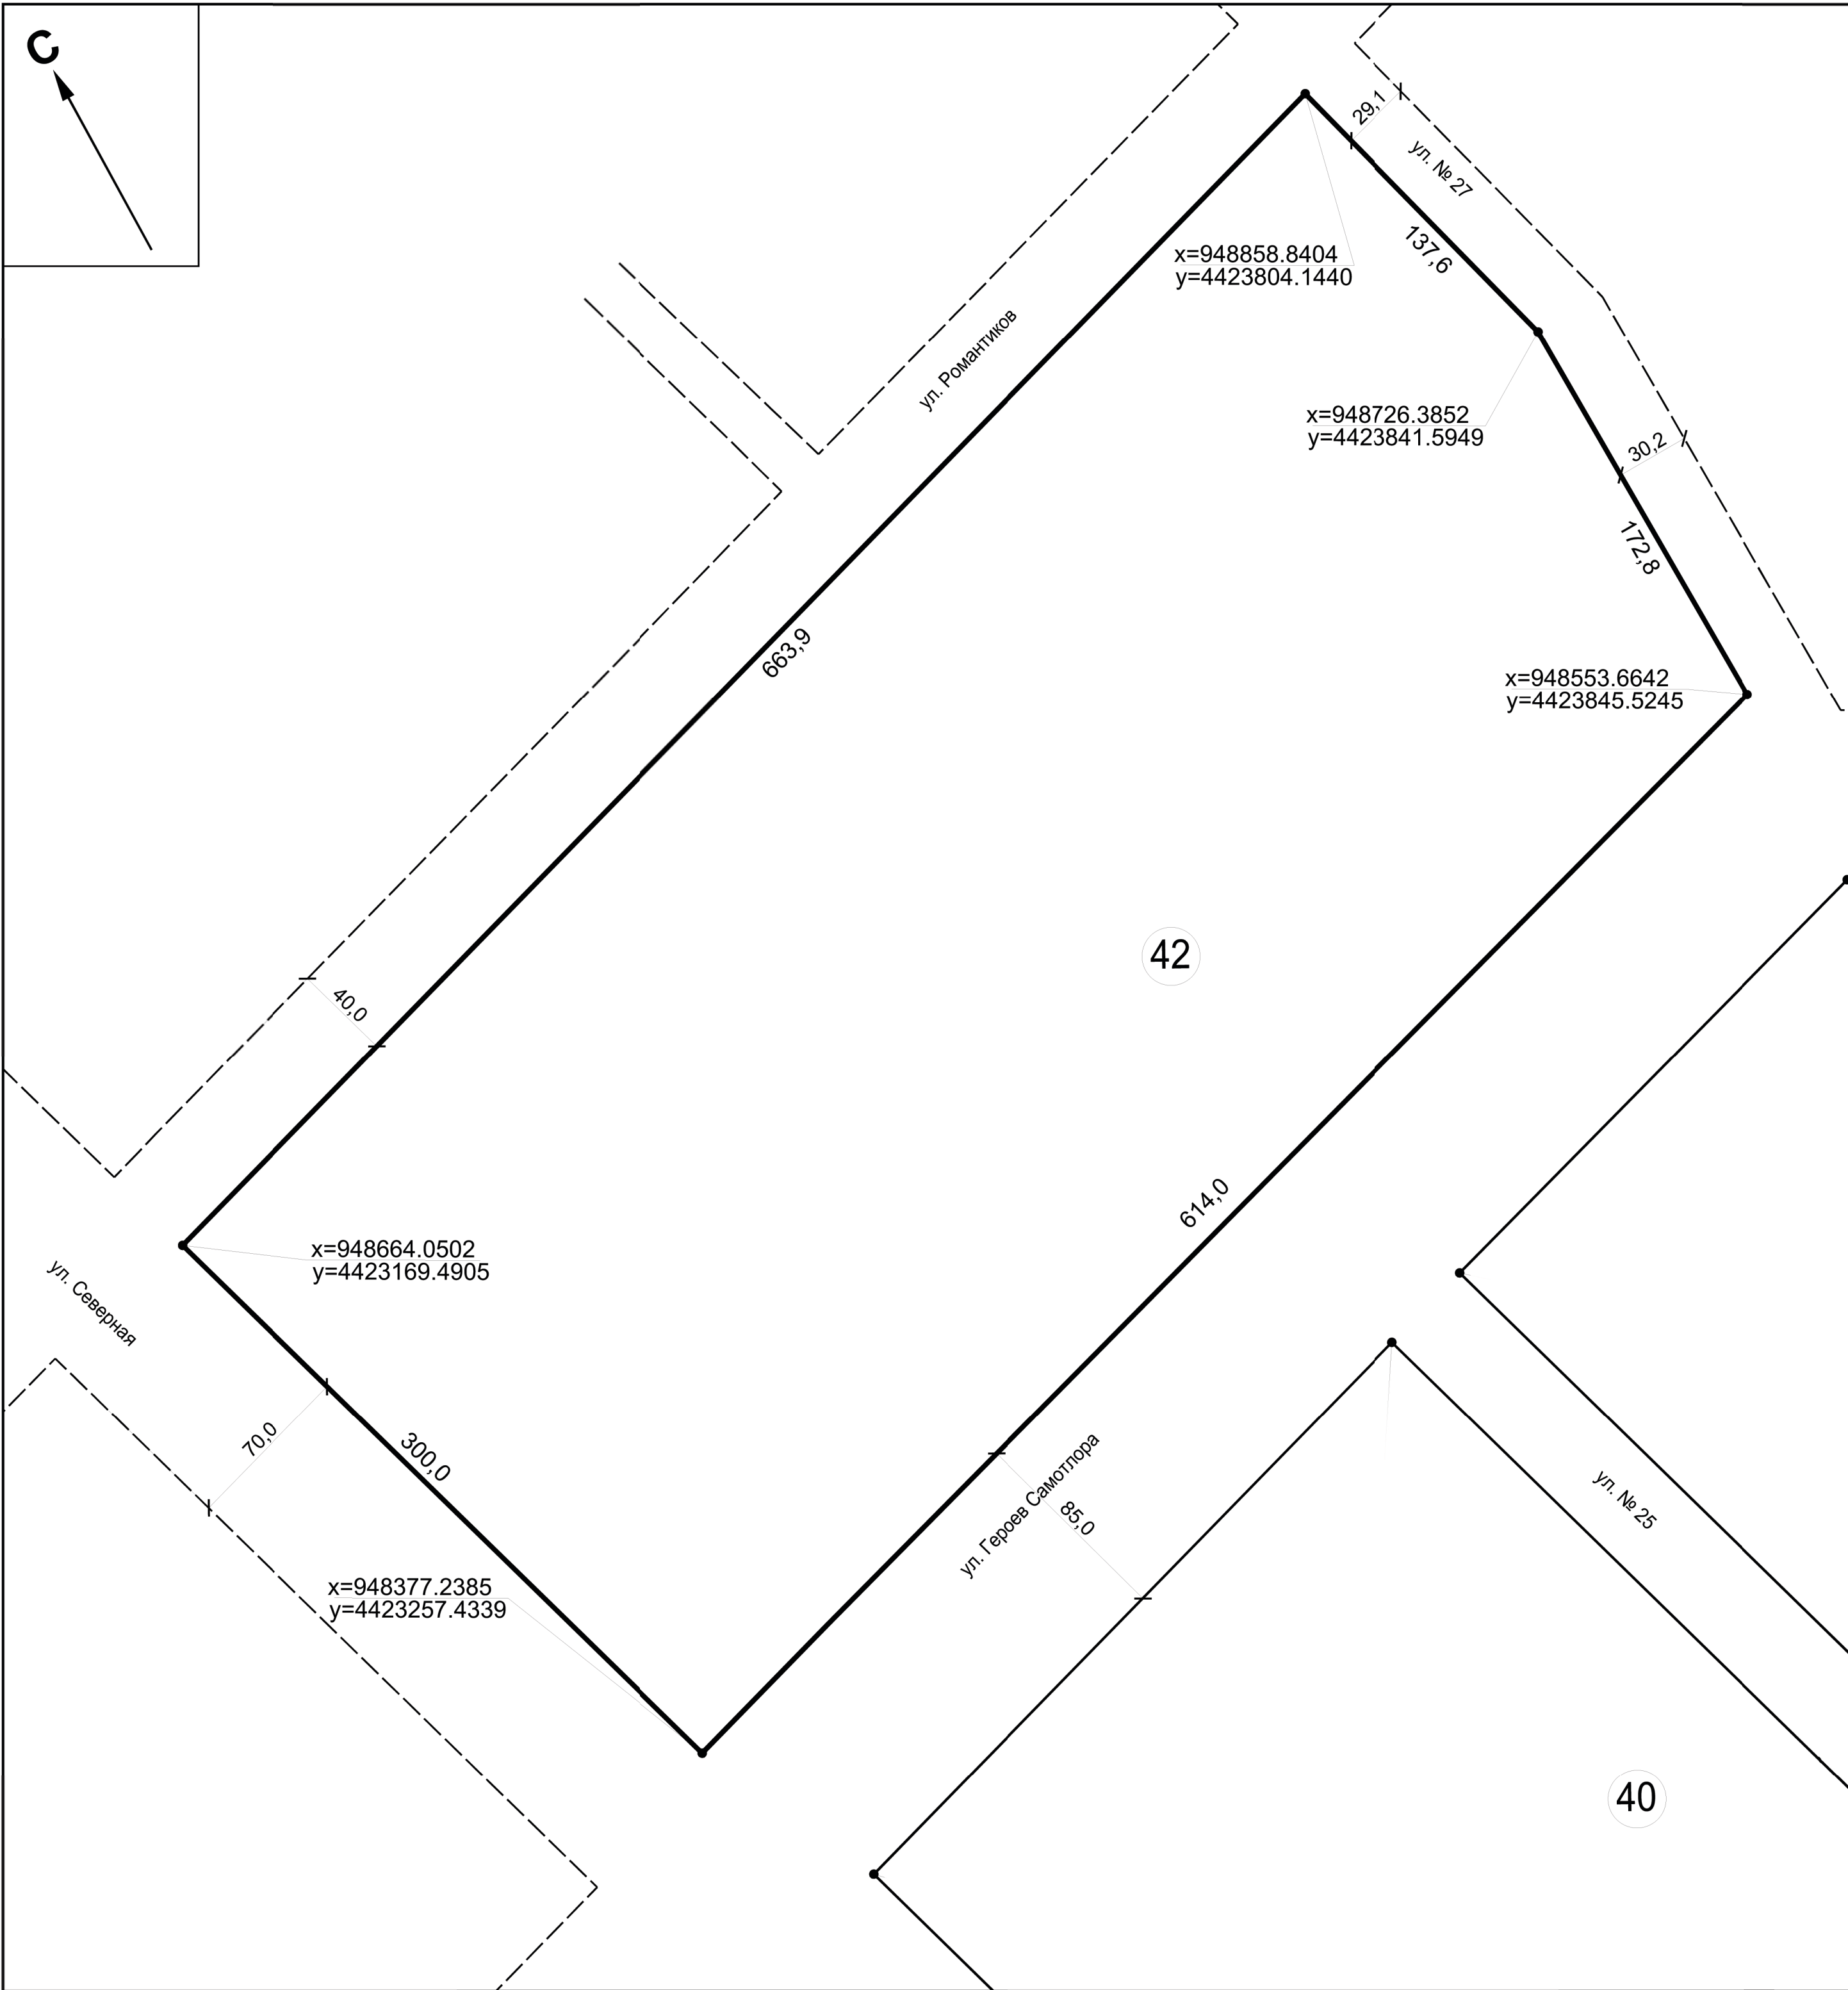 С
29,1
ул. № 27
137,6
x=948858.8404
y=4423804.1440
ул. Романтиков
x=948726.3852
y=4423841.5949
30,2
172,8
663,9
x=948553.6642
y=4423845.5245
42
40,0
614,0
x=948664.0502
y=4423169.4905
ул. Северная
70,0
300,0
ул. Героев Самотлора
85,0
ул. № 25
x=948377.2385
y=4423257.4339
40